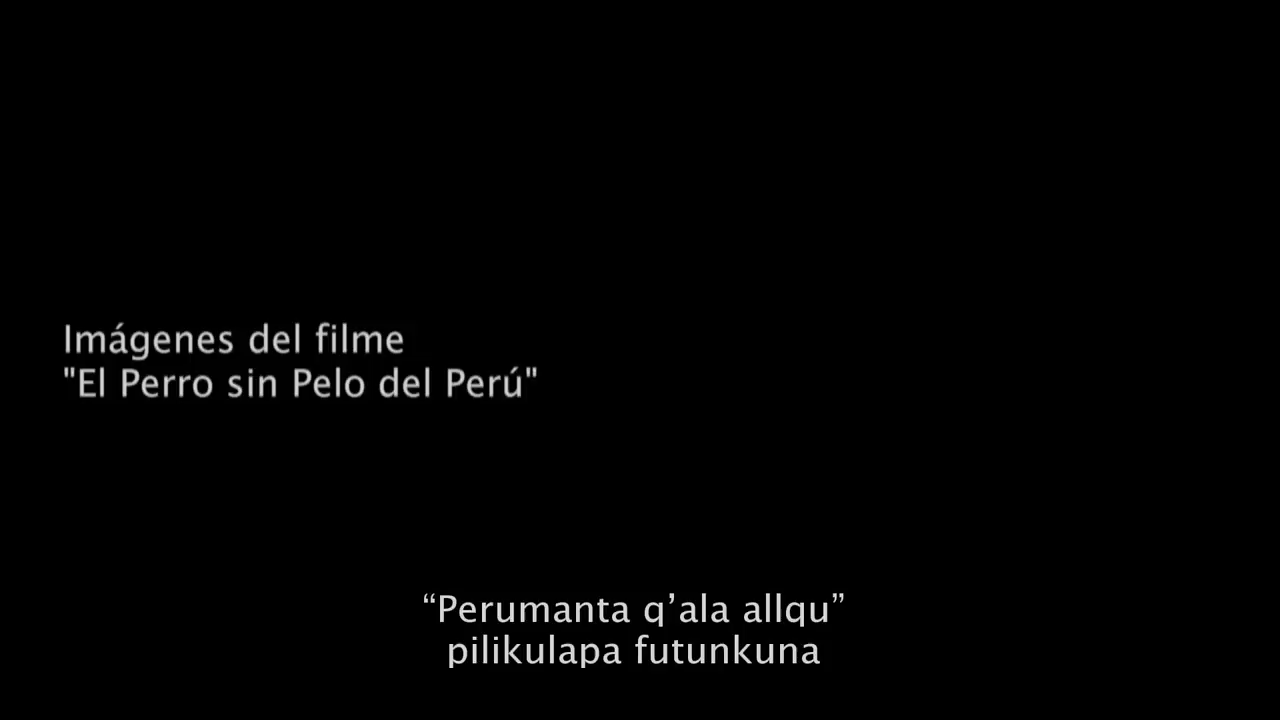 Imágenes del filme
"El Perro sin Pelo del Perú"
“Perumanta q’ala allqu”
pilikulapa futunkuna